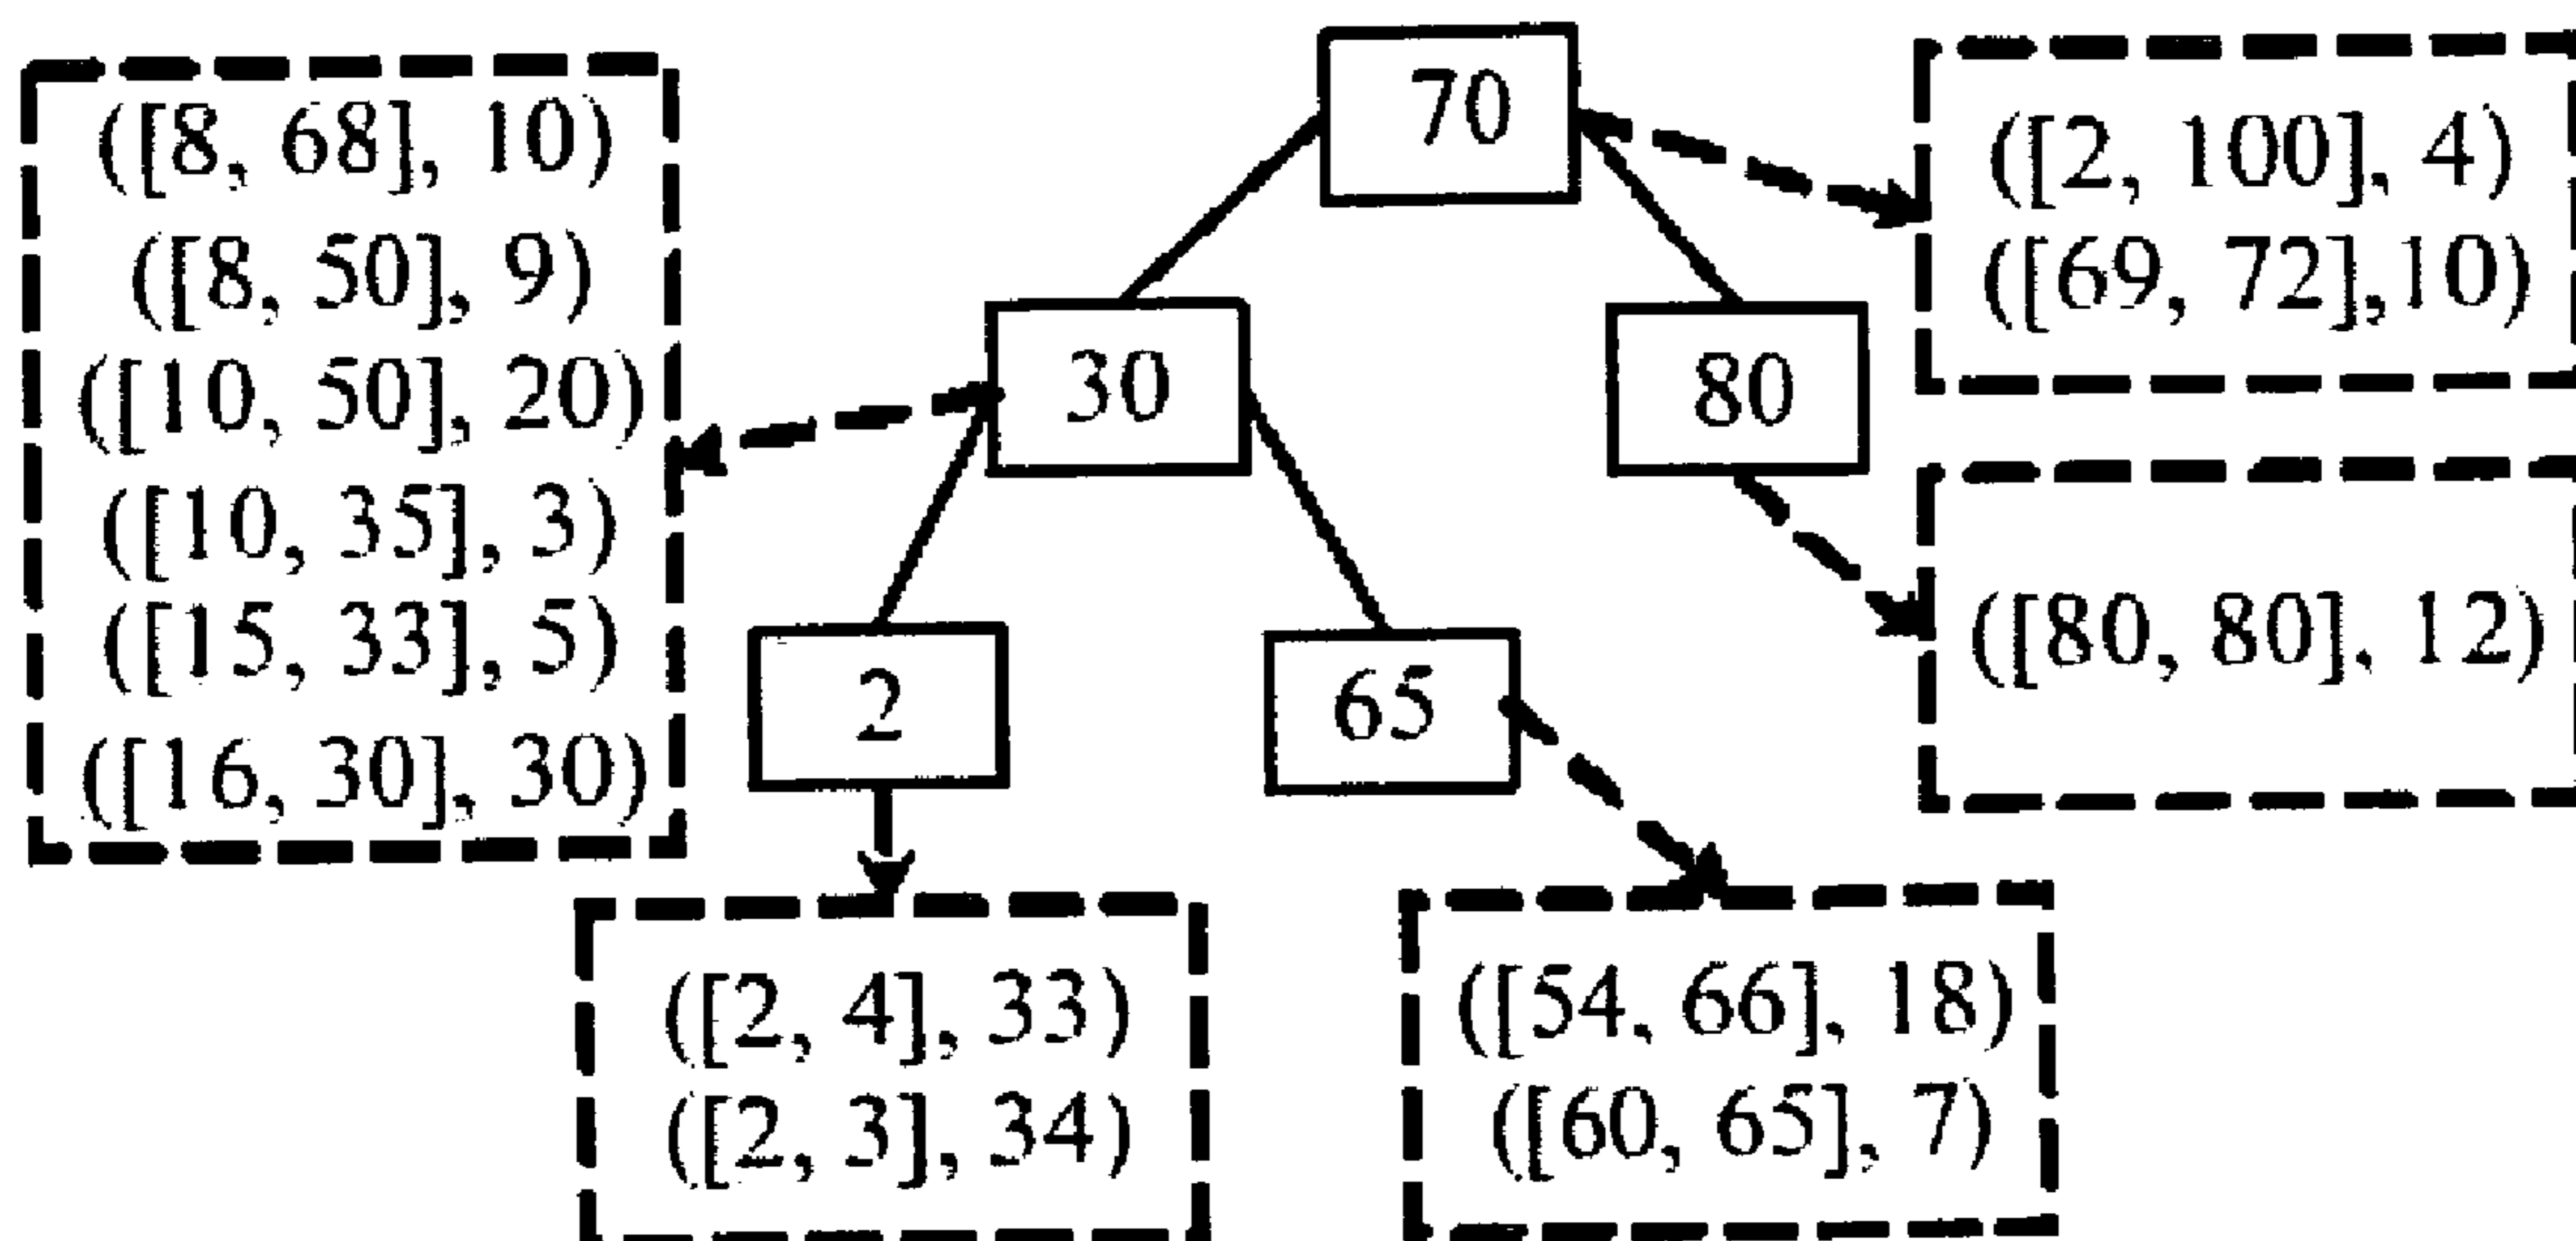 70
([8, 68], 10)
([8, 50], 9)
([10, 50], 20)
([10, 35], 3)
([15, 33], 5)
([16, 30], 30)
([2, 100], 4)
([69, 72],10)
30
80
([80, 80], 12)
2
65
([2, 4], 33)
([2, 3], 34)
([54, 66], 18)
([60, 65], 7)